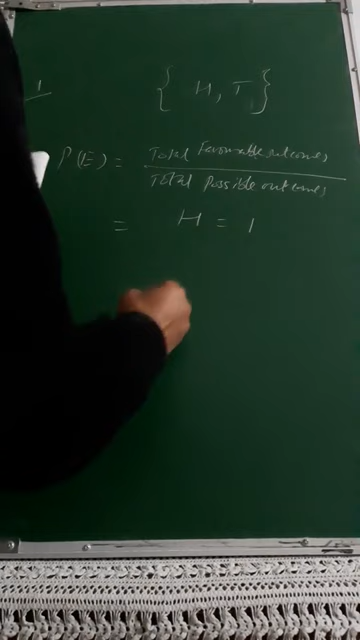 1
{ H, T }
P(E) = Total Favourable outcomes
Total Possible outcomes
= H = 1